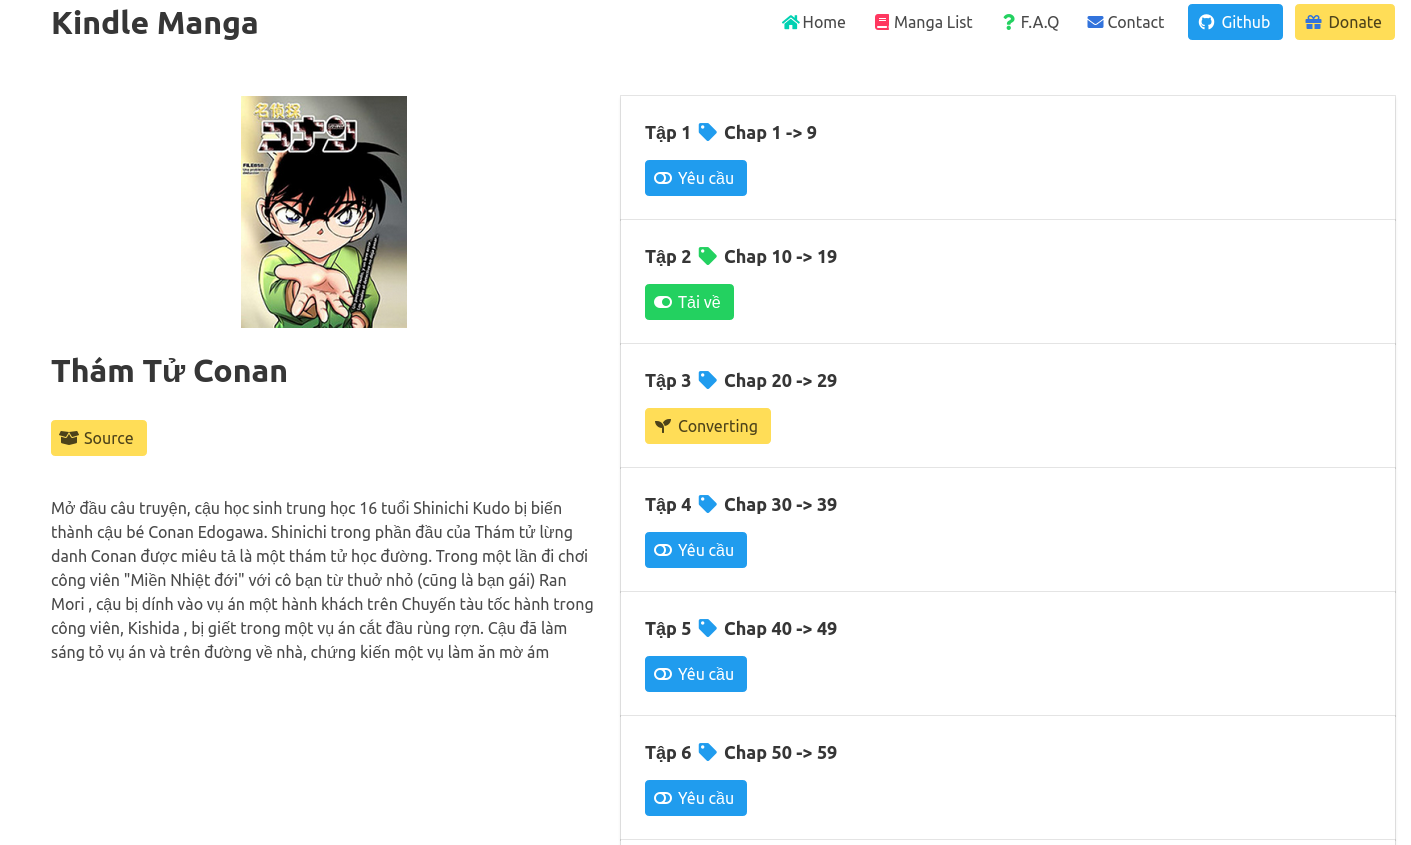 Kindle Manga
Home
Manga List
F.A.Q
Contact
Github
Donate
名探偵
コナン
Thám Tử Conan
Source
Mở đầu câu truyện, cậu học sinh trung học 16 tuổi Shinichi Kudo bị biến
thành cậu bé Conan Edogawa. Shinichi trong phần đầu của Thám tử lừng
danh Conan được miêu tả là một thám tử học đường. Trong một lần đi chơi
công viên "Miền Nhiệt đới" với cô bạn từ thuở nhỏ (cũng là bạn gái) Ran
Mori , cậu bị dính vào vụ án một hành khách trên Chuyến tàu tốc hành trong
công viên, Kishida , bị giết trong một vụ án cắt đầu rùng rợn. Cậu đã làm
sáng tỏ vụ án và trên đường về nhà, chứng kiến một vụ làm ăn mờ ám
Tập 1 Chap 1 -> 9
Yêu cầu
Tập 2 Chap 10 -> 19
Tải về
Tập 3 Chap 20 -> 29
Converting
Tập 4 Chap 30 -> 39
Yêu cầu
Tập 5 Chap 40 -> 49
Yêu cầu
Tập 6 Chap 50 -> 59
Yêu cầu